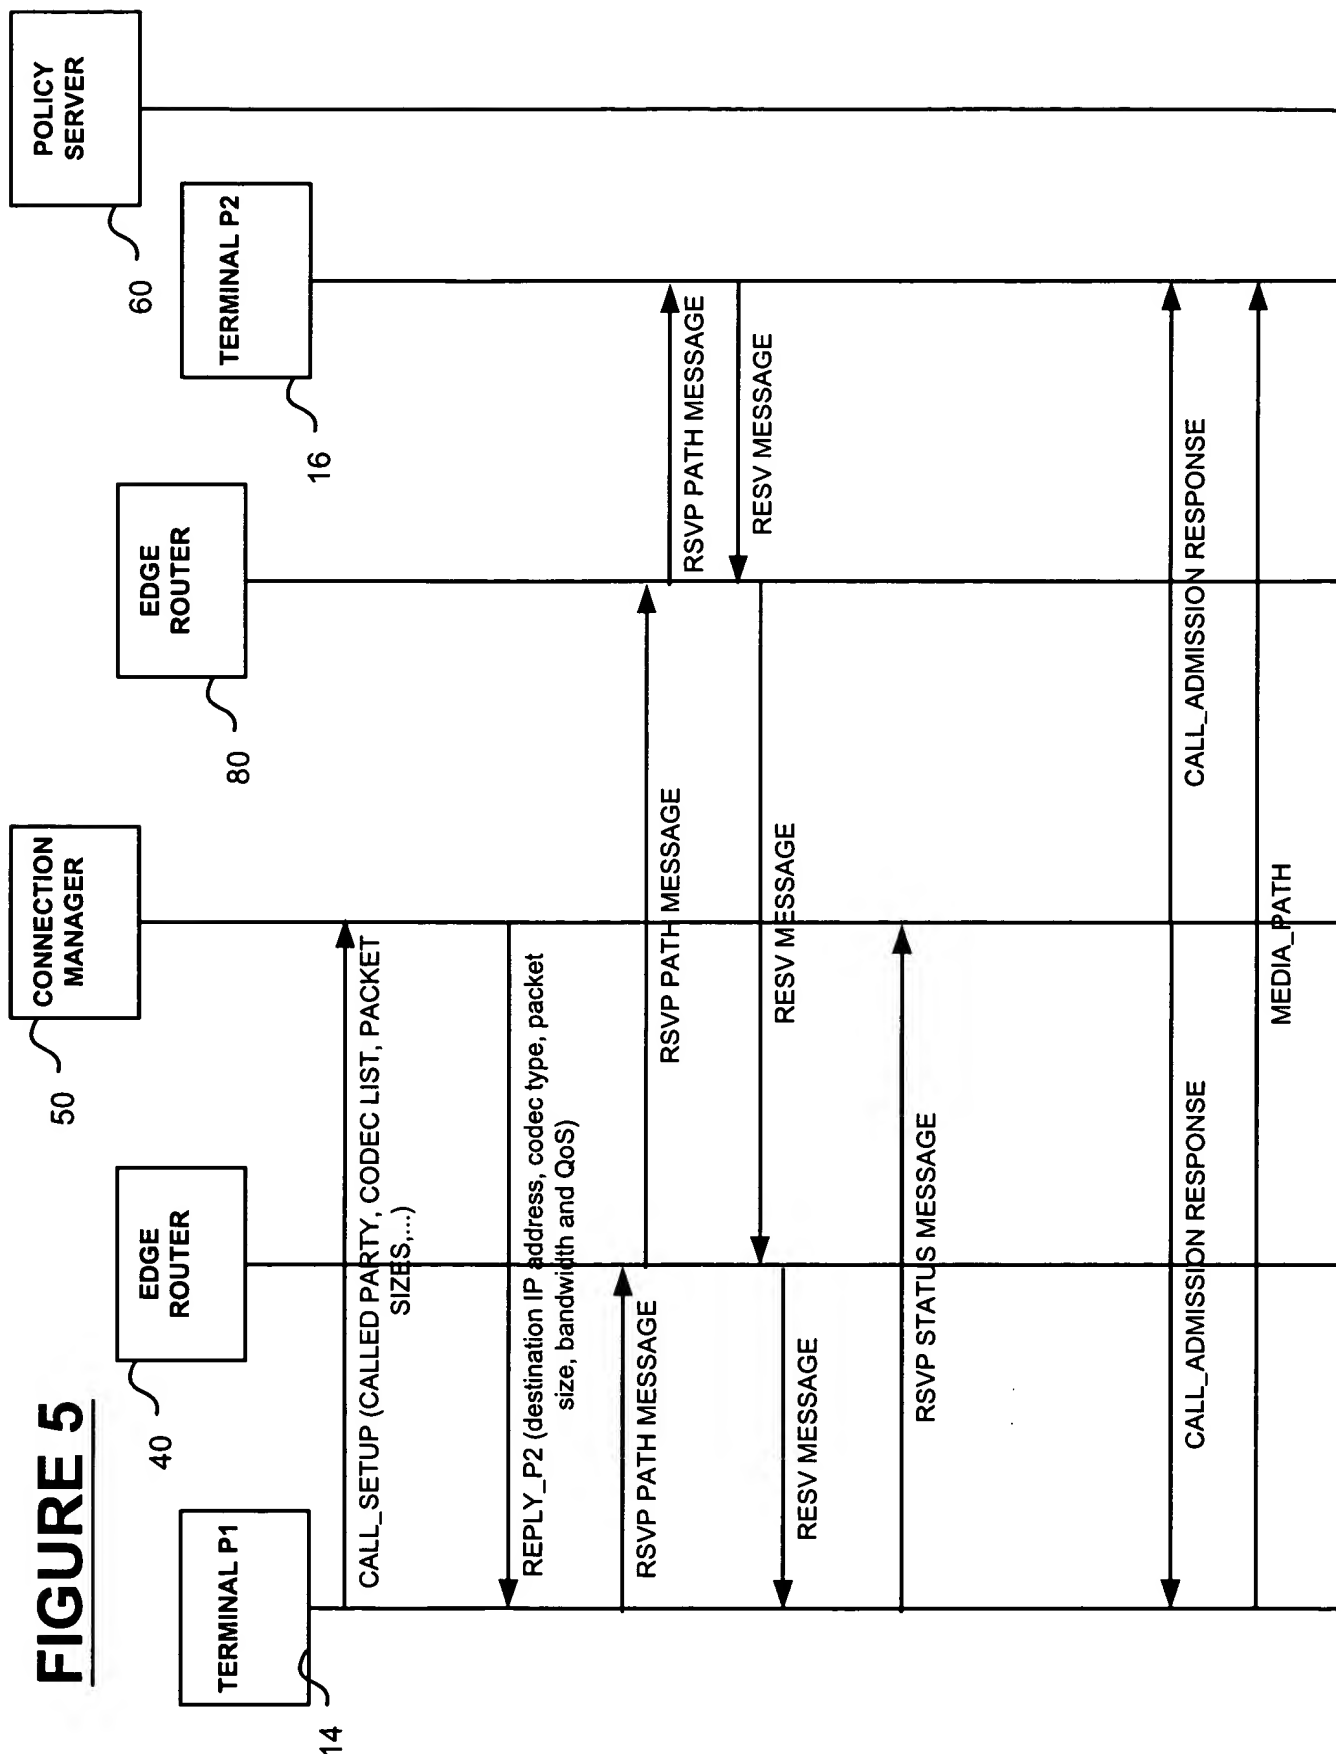 FIGURE 5
TERMINAL P1
14
EDGE
ROUTER
40
CONNECTION
MANAGER
50
EDGE
ROUTER
80
TERMINAL P2
16
POLICY
SERVER
60
CALL_SETUP (CALLED PARTY, CODEC LIST, PACKET
SIZES,...)
REPLY_P2 (destination IP address, codec type, packet
size, bandwidth and QoS)
RSVP PATH MESSAGE
RSVP PATH MESSAGE
RSVP PATH MESSAGE
RESV MESSAGE
RESV MESSAGE
RESV MESSAGE
RSVP STATUS MESSAGE
CALL_ADMISSION RESPONSE
CALL_ADMISSION RESPONSE
MEDIA_PATH